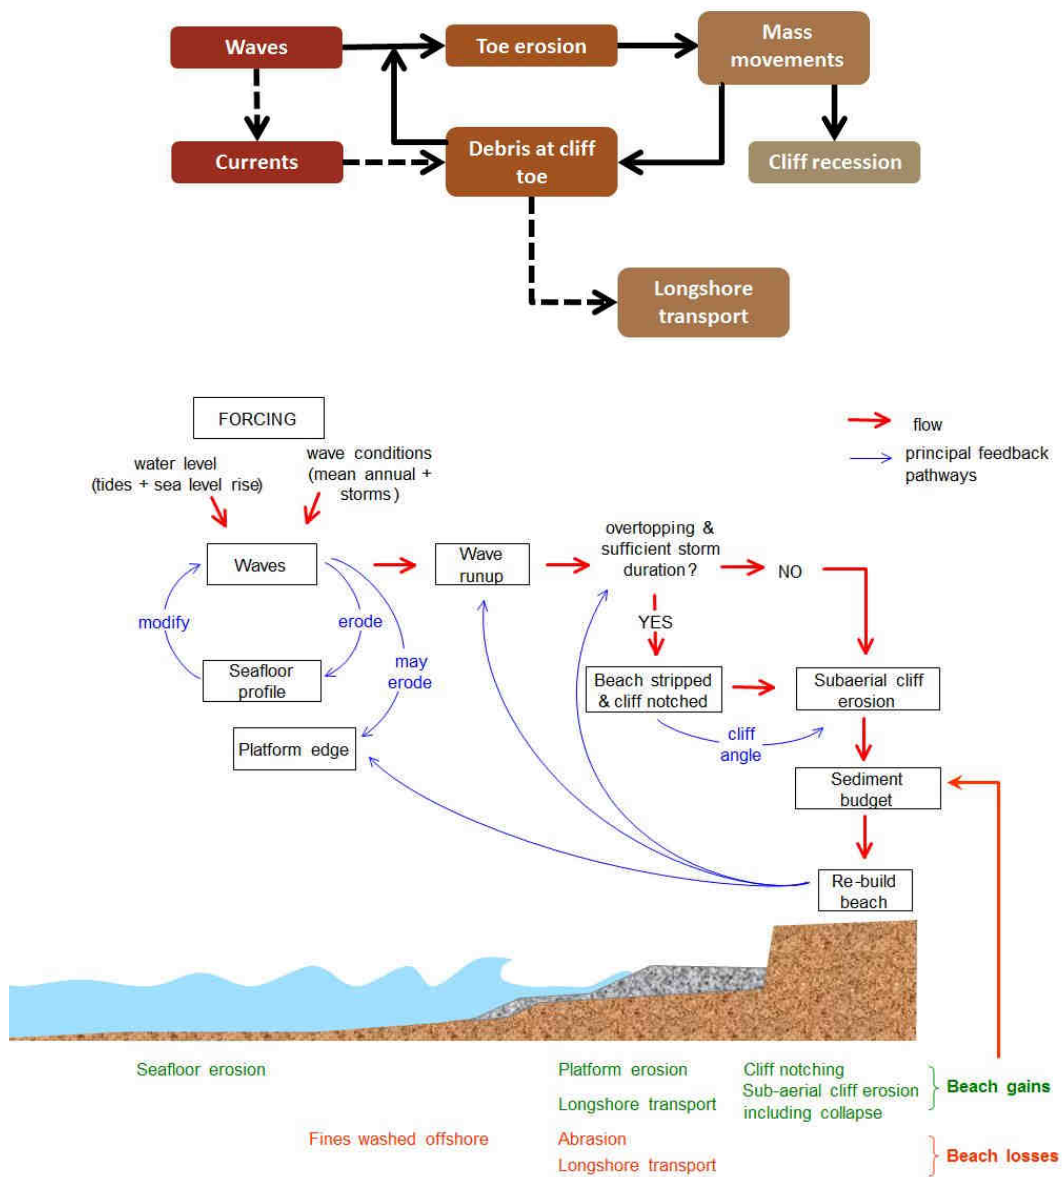 Waves
Toe erosion
Mass
movements
Currents
Debris at cliff
toe
Cliff recession
Longshore
transport
FORCING
flow
principal feedback
pathways
water level
(tides + sea level rise)
wave conditions
(mean annual +
storms)
Waves
Wave
runup
overtopping &
sufficient storm
duration?
NO
YES
modify
erode
may
erode
Seafloor
profile
Beach stripped
& cliff notched
Subaerial cliff
erosion
Platform edge
cliff
angle
Sediment
budget
Re-build
beach
Seafloor erosion
Platform erosion
Longshore transport
Cliff notching
Sub-aerial cliff erosion
including collapse
Beach gains
Fines washed offshore
Abrasion
Longshore transport
Beach losses